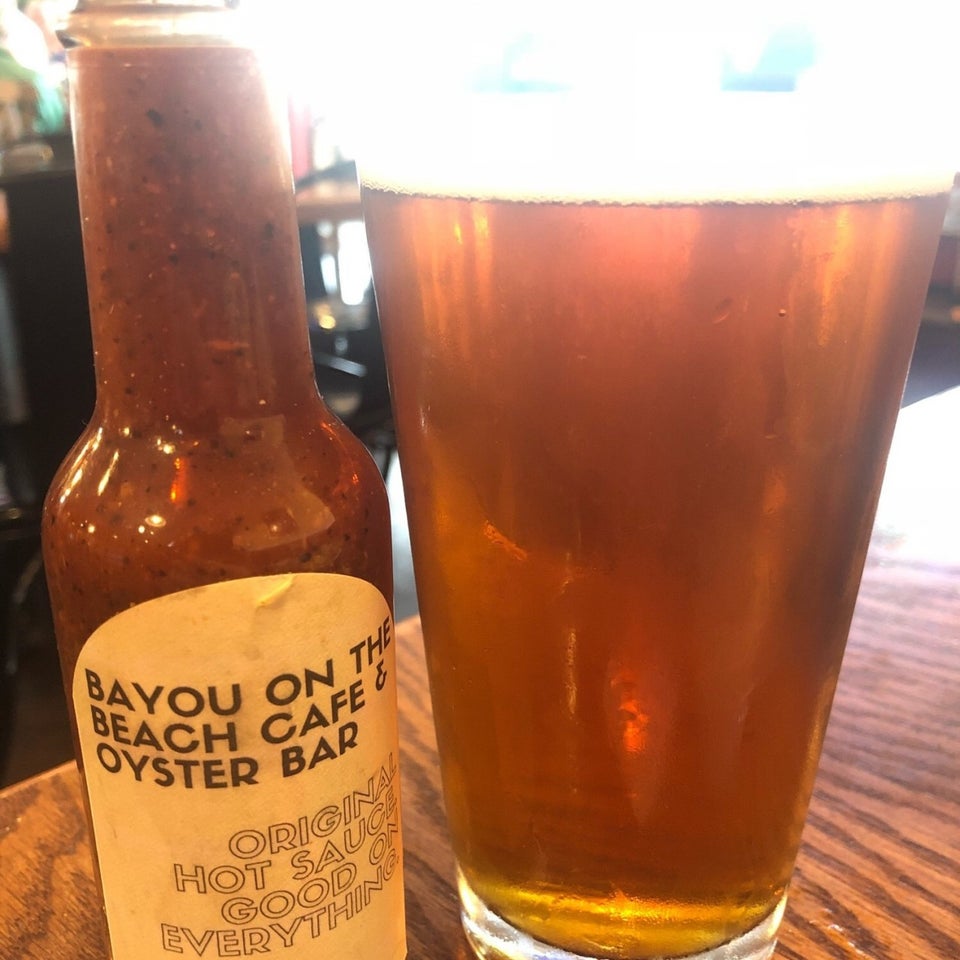 BAYOU ON THE
BEACH CAFE &
OYSTER BAR
ORIGINAL
HOT SAUCE
GOOD ON
EVERYTHING.